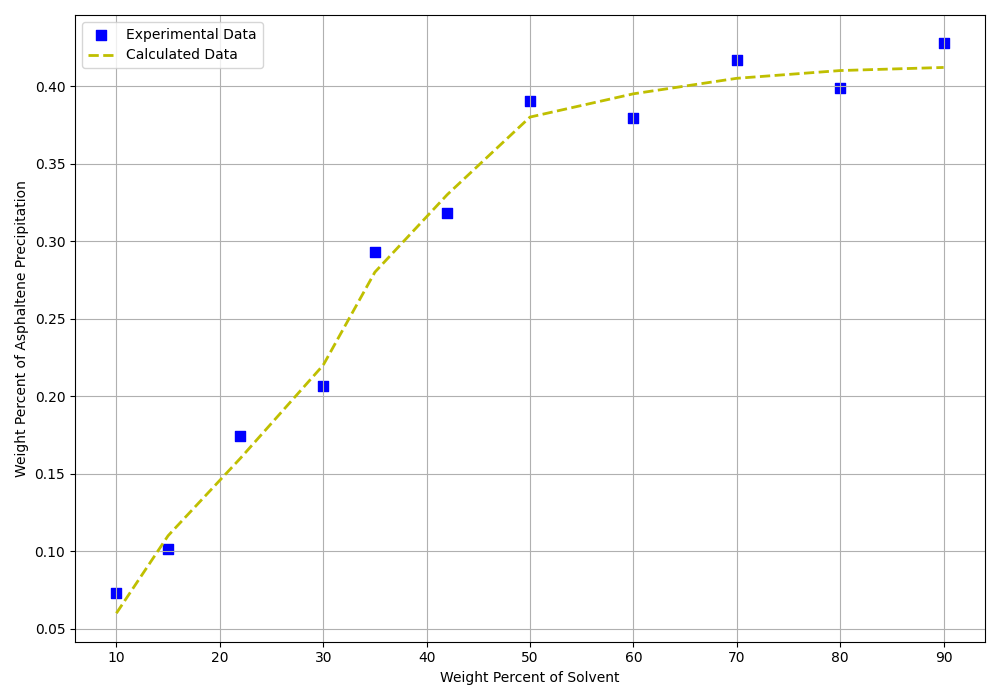 Experimental Data
Calculated Data
Weight Percent of Asphaltene Precipitation
0.40
0.35
0.30
0.25
0.20
0.15
0.10
0.05
10 20 30 40 50 60 70 80 90
Weight Percent of Solvent